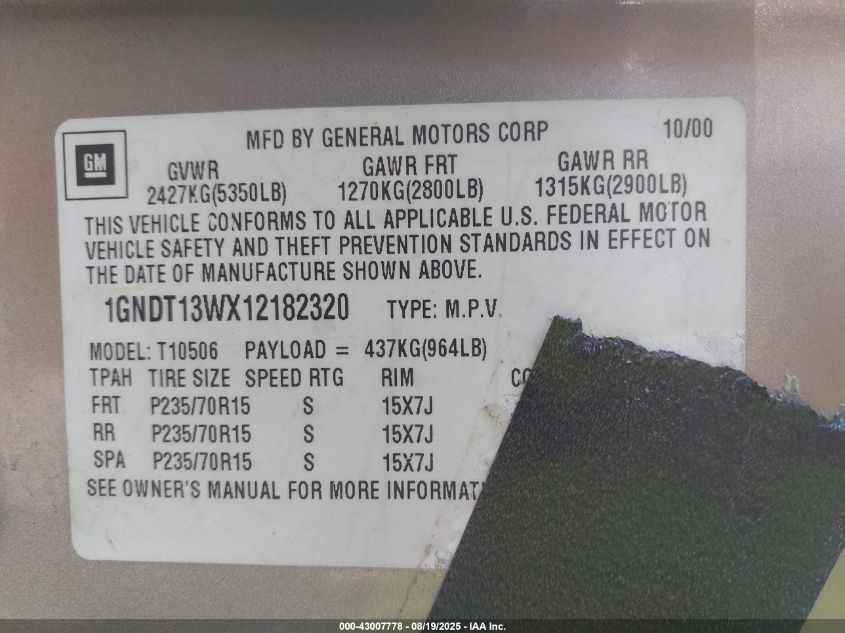 MFD BY GENERAL MOTORS CORP 10/00
GM
GVWR GAWR FRT GAWR RR
2427KG(5350LB) 1270KG(2800LB) 1315KG(2900LB)
THIS VEHICLE CONFORMS TO ALL APPLICABLE U.S. FEDERAL MOTOR
VEHICLE SAFETY AND THEFT PREVENTION STANDARDS IN EFFECT ON
THE DATE OF MANUFACTURE SHOWN ABOVE.
1GNDT13WX12182320 TYPE: M.P.V.
MODEL: T10506 PAYLOAD = 437KG(964LB)
TPAH TIRE SIZE SPEED RTG RIM
FRT P235/70R15 S 15X7J
RR P235/70R15 S 15X7J
SPA P235/70R15 S 15X7J
SEE OWNER'S MANUAL FOR MORE
000-43007778 - 08/19/2025 - IAA Inc.